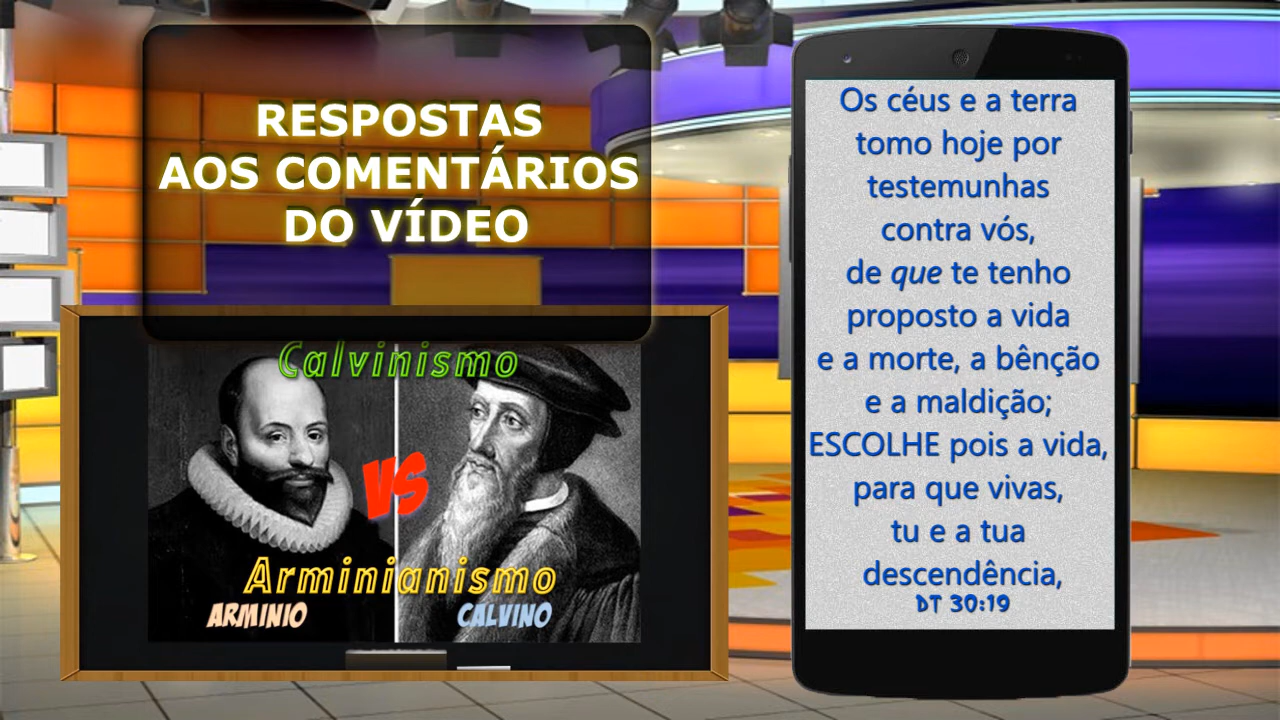 RESPOSTAS
AOS COMENTÁRIOS
DO VÍDEO
Calvinismo
VS
Arminianismo
ARMINIO
CALVINO
Os céus e a terra
tomo hoje por
testemunhas
contra vós,
de que te tenho
proposto a vida
e a morte, a bênção
e a maldição;
ESCOLHE pois a vida,
para que vivas,
tu e a tua
descendência,
DT 30:19